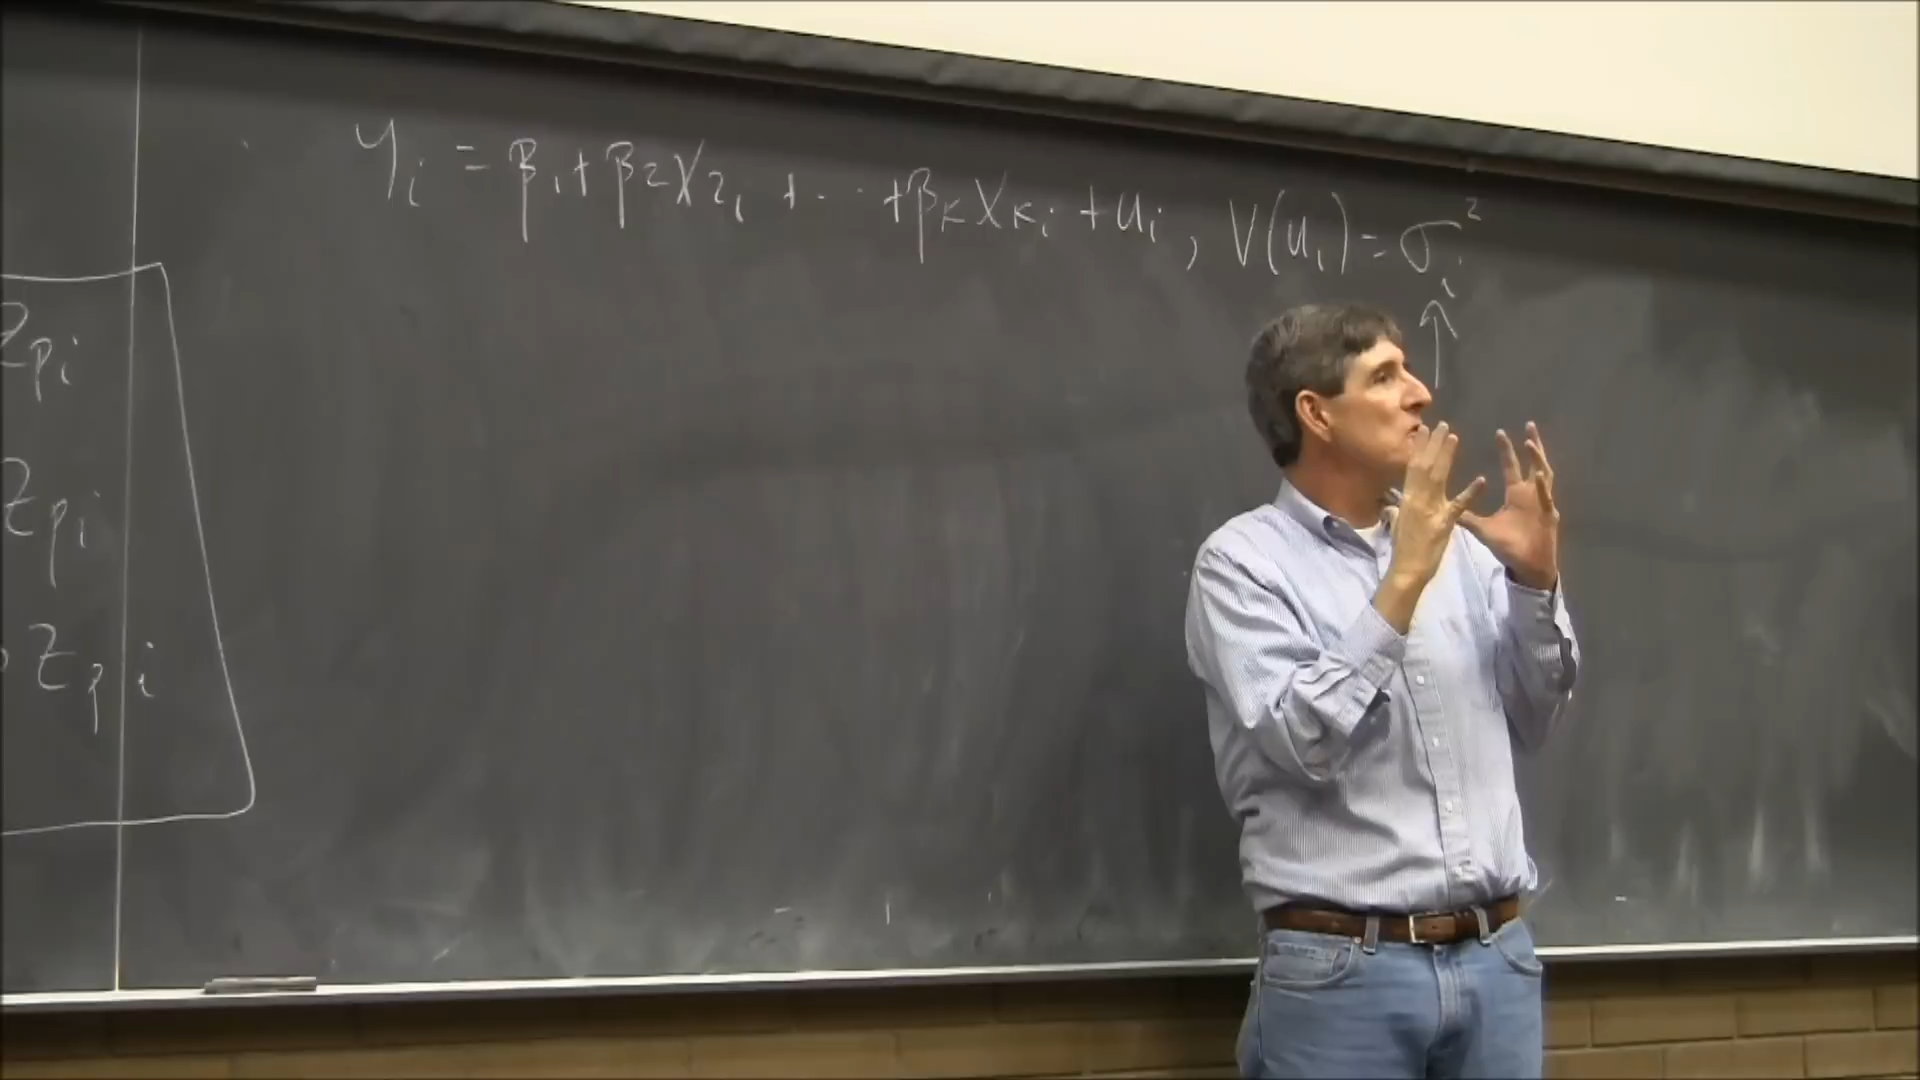 Yi = β1 + β2X2i + ... + βKXKi + ui, V(ui) = σi²
Zpi
Zpi
Zpi